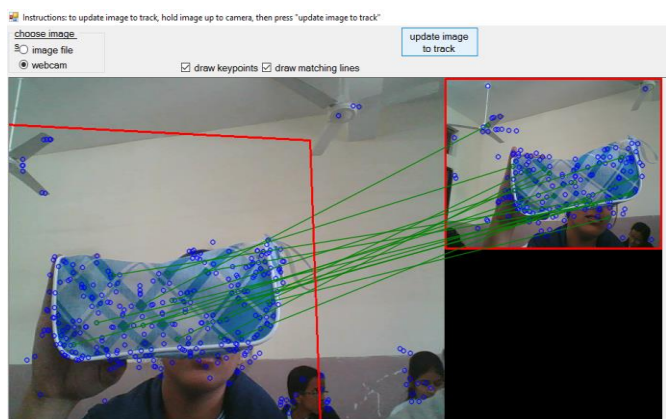 Instructions: to update image to track, hold image up to camera, then press "update image to track"
choose image
s
image file
webcam
draw keypoints
draw matching lines
update image
to track